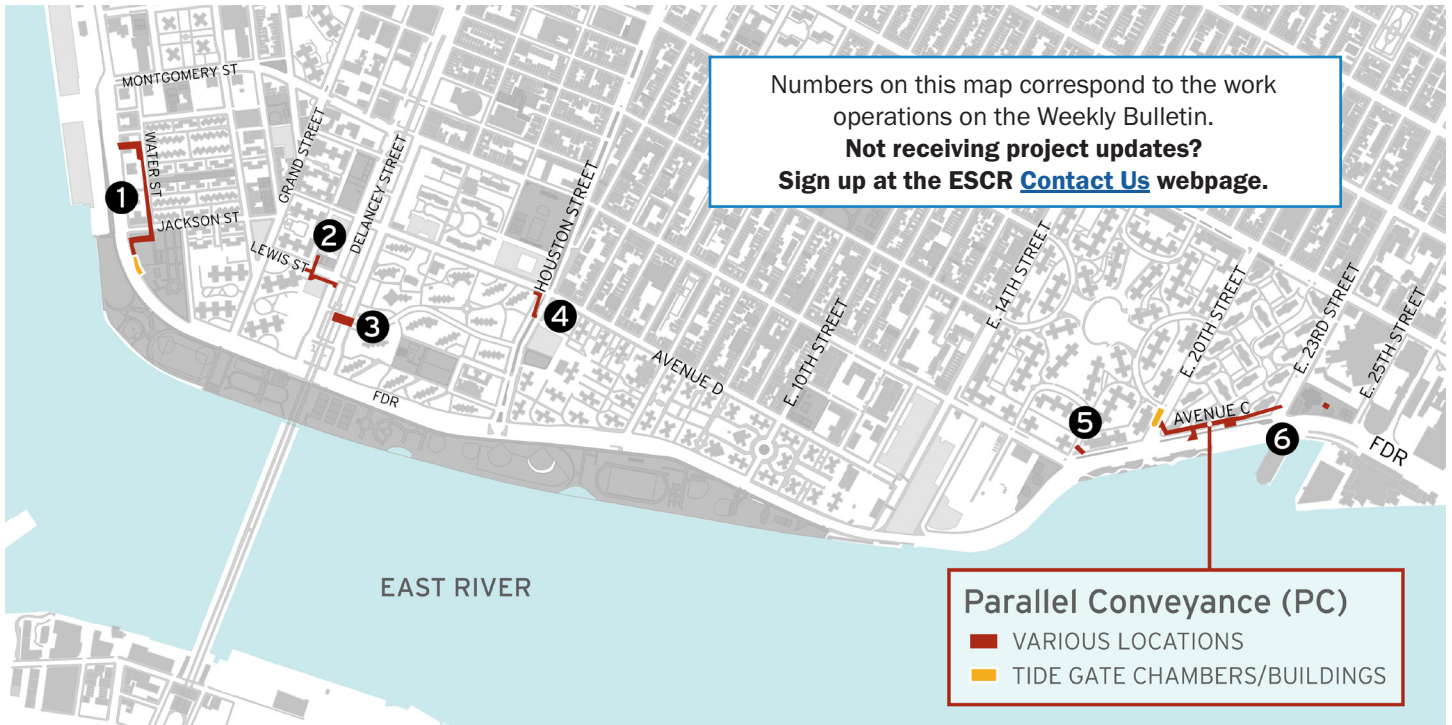 Numbers on this map correspond to the work
operations on the Weekly Bulletin.
Not receiving project updates?
Sign up at the ESCR Contact Us webpage.
MONTGOMERY ST
WATER ST
JACKSON ST
1
GRAND STREET
DELANCEY STREET
LEWIS ST
2
3
HOUSTON STREET
4
FDR
AVENUE D
E. 10TH STREET
E. 14TH STREET
E. 20TH STREET
E. 23RD STREET
E. 25TH STREET
AVENUE C
5
6
FDR
EAST RIVER
Parallel Conveyance (PC)
VARIOUS LOCATIONS
TIDE GATE CHAMBERS/BUILDINGS